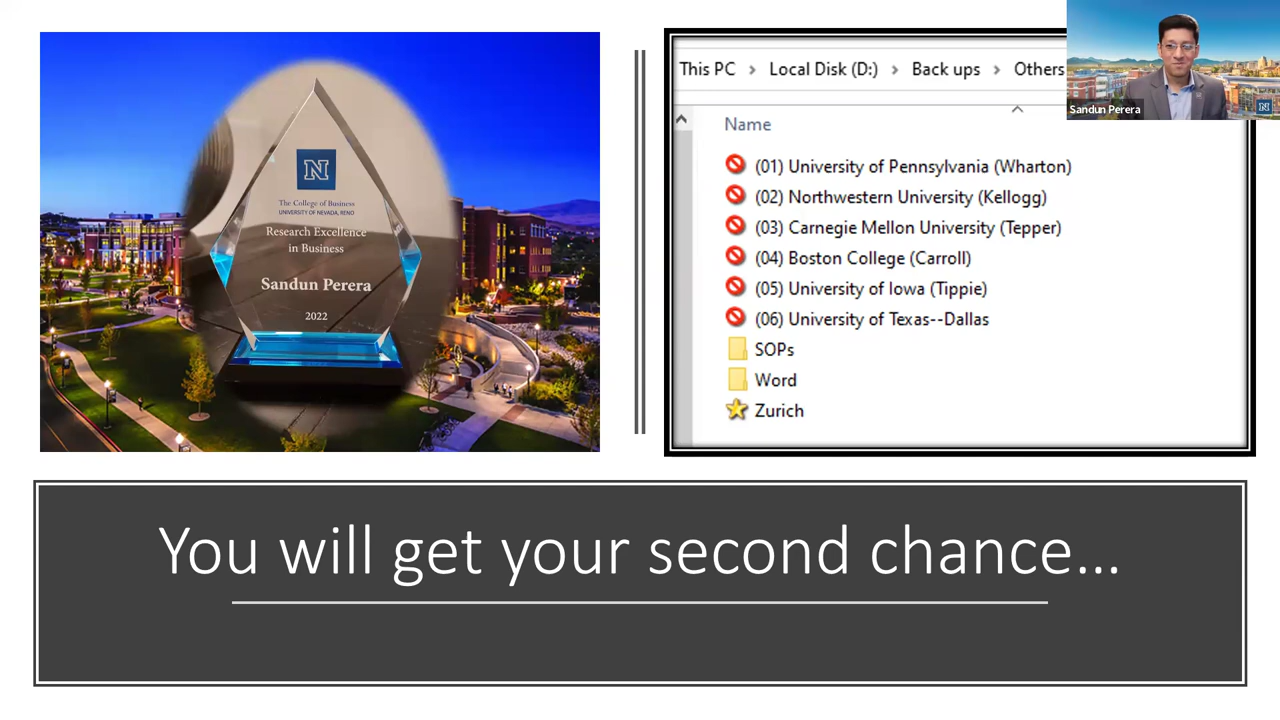 N
The College of Business
UNIVERSITY OF NEVADA, RENO
Research Excellence
in Business
Sandun Perera
2022
This PC > Local Disk (D:) > Back ups > Others
Name
(01) University of Pennsylvania (Wharton)
(02) Northwestern University (Kellogg)
(03) Carnegie Mellon University (Tepper)
(04) Boston College (Carroll)
(05) University of Iowa (Tippie)
(06) University of Texas--Dallas
SOPs
Word
Zurich
Sandun Perera
N
You will get your second chance...